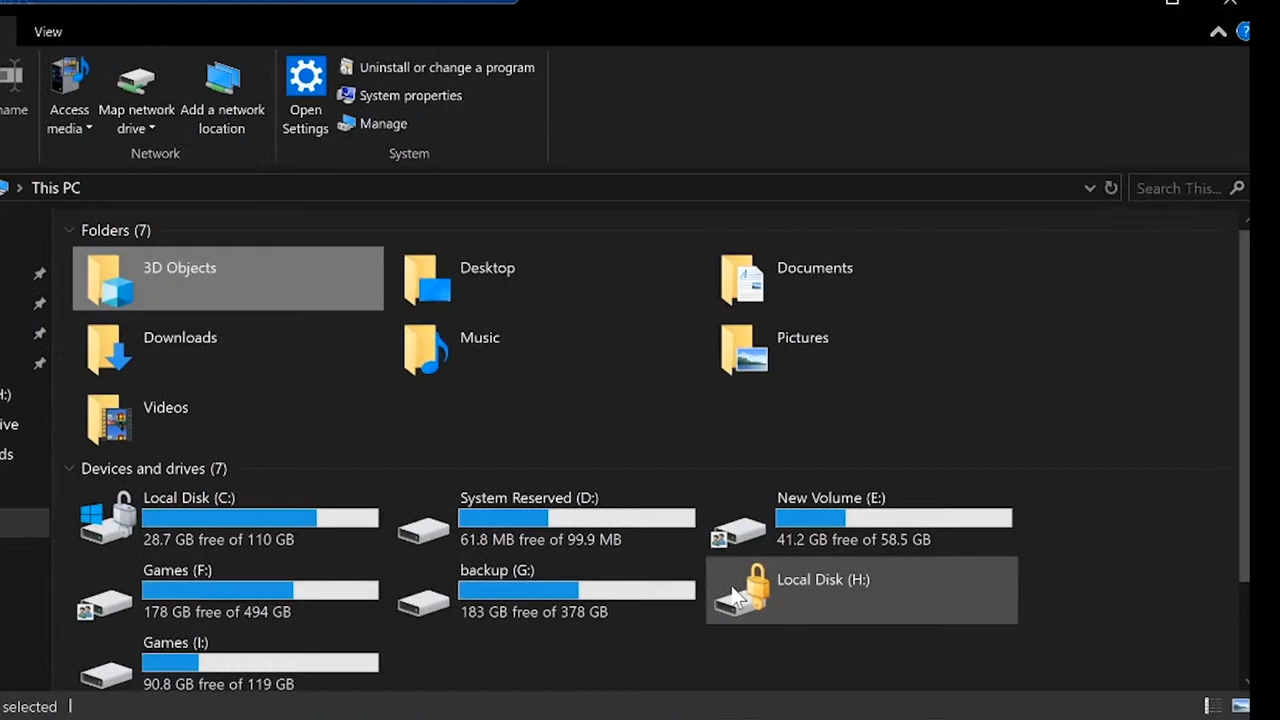 View
name
Access
media
Map network
drive
Add a network
location
Open
Settings
Uninstall or change a program
System properties
Manage
Network
System
This PC
Search This...
Folders (7)
3D Objects
Desktop
Documents
Downloads
Music
Pictures
Videos
H:)
ive
ds
Devices and drives (7)
Local Disk (C:)
28.7 GB free of 110 GB
System Reserved (D:)
61.8 MB free of 99.9 MB
New Volume (E:)
41.2 GB free of 58.5 GB
Games (F:)
178 GB free of 494 GB
backup (G:)
183 GB free of 378 GB
Local Disk (H:)
Games (I:)
90.8 GB free of 119 GB
selected